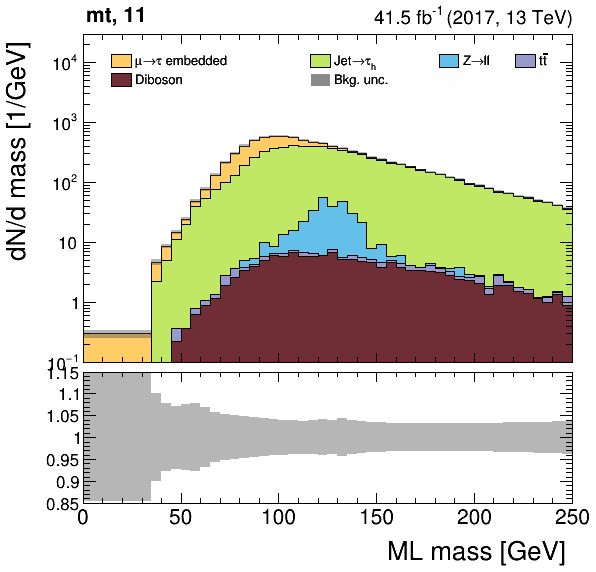 mt, 11 41.5 fb⁻¹ (2017, 13 TeV)
dN/d mass [1/GeV]
μ→τ embedded Jet→τₕ Z→ll tt̄
Diboson Bkg. unc.
10⁴
10³
10²
10
1
10⁻¹
1.15
1.1
1.05
1
0.95
0.9
0.85
0 50 100 150 200 250
ML mass [GeV]